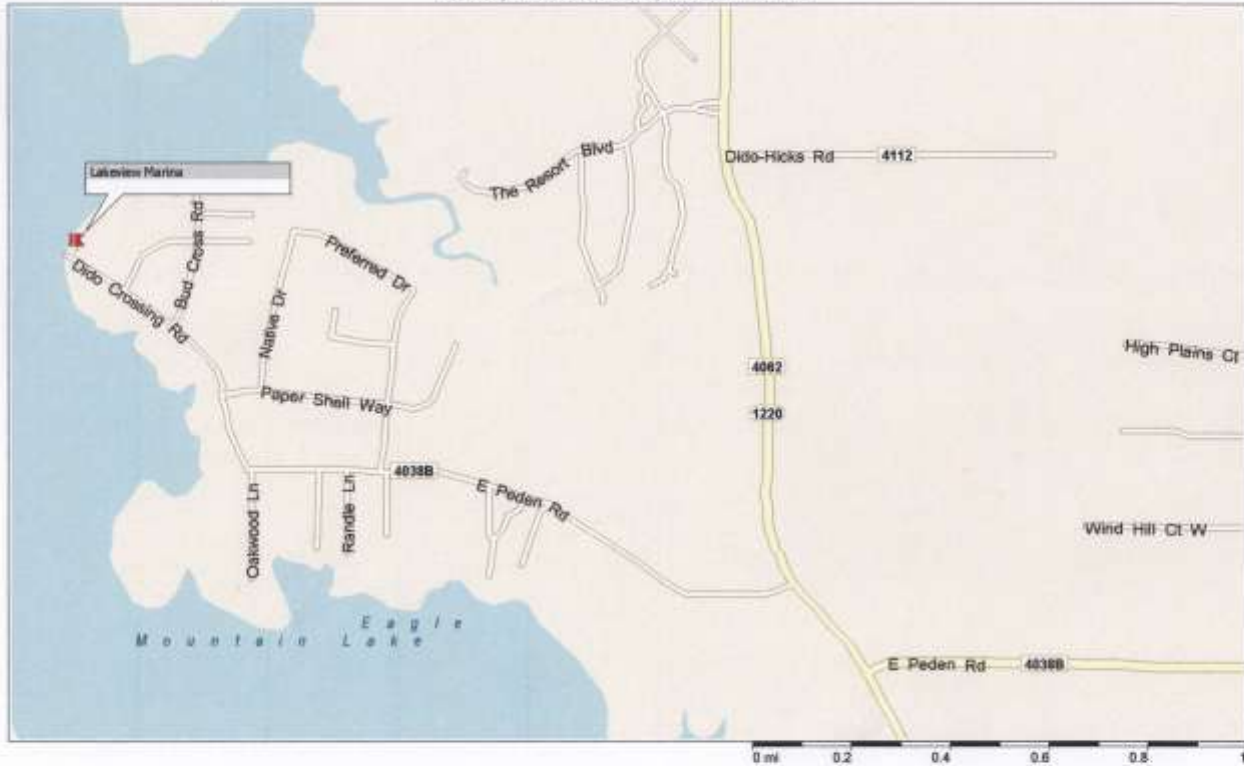 Lakeview Marina
The Resort Blvd
Dido-Hicks Rd 4112
Bud Cross Rd
Dido Crossing Rd
Preferred Dr
Native Dr
High Plains Ct
4062
1220
Paper Shell Way
4038B
E Peden Rd
Oakwood Ln
Randle Ln
Wind Hill Ct W
Eagle
Mountain Lake
E Peden Rd 4038B
0 mi 0.2 0.4 0.6 0.8 1